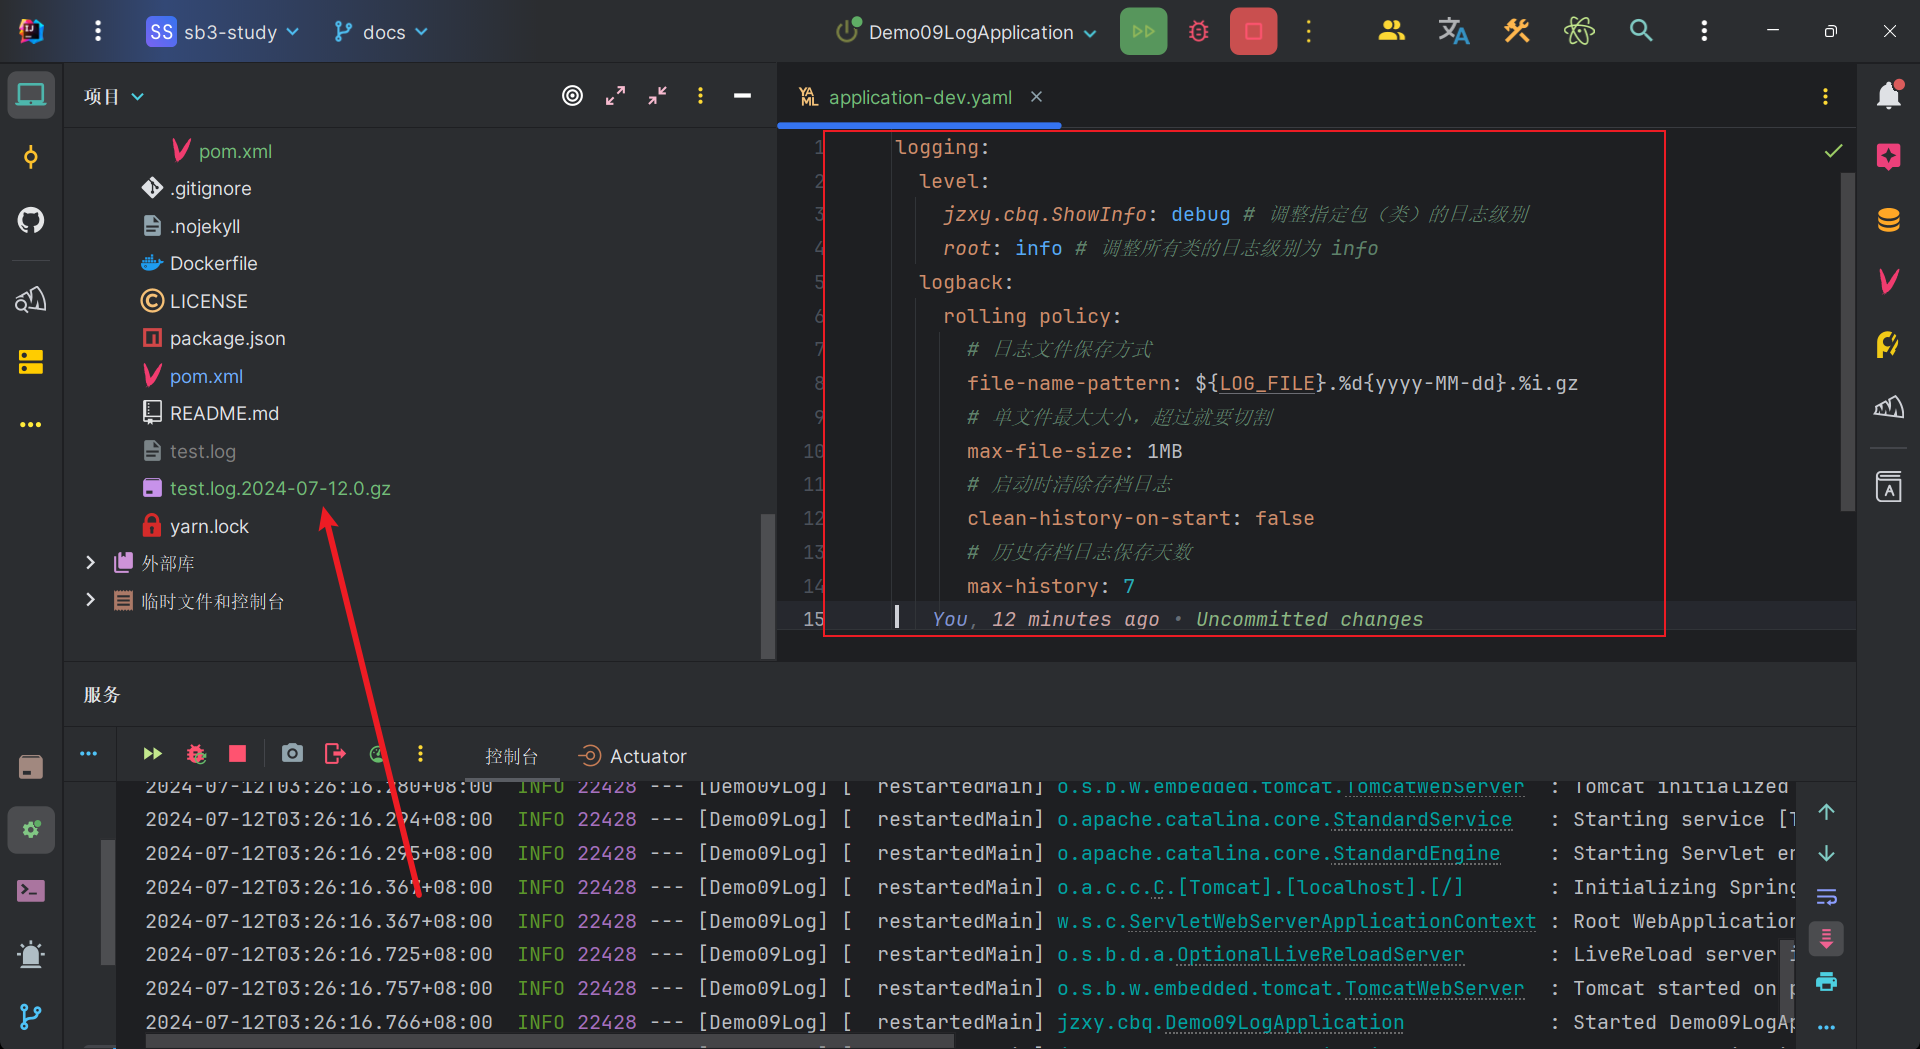 SS sb3-study docs Demo09LogApplication
项目
YAML application-dev.yaml
pom.xml
.gitignore
.nojekyll
Dockerfile
LICENSE
package.json
pom.xml
README.md
test.log
test.log.2024-07-12.0.gz
yarn.lock
外部库
临时文件和控制台
1 logging:
2 level:
3 jzxy.cbq.ShowInfo: debug # 调整指定包（类）的日志级别
4 root: info # 调整所有类的日志级别为 info
5 logback:
6 rolling policy:
7 # 日志文件保存方式
8 file-name-pattern: ${LOG_FILE}.%d{yyyy-MM-dd}.%i.gz
9 # 单文件最大大小，超过就要切割
10 max-file-size: 1MB
11 # 启动时清除存档日志
12 clean-history-on-start: false
13 # 历史存档日志保存天数
14 max-history: 7
15 You, 12 minutes ago • Uncommitted changes
服务
控制台 Actuator
2024-07-12T03:26:16.280+08:00 INFO 22428 --- [Demo09Log] [ restartedMain] o.s.b.w.embedded.tomcat.TomcatWebServer : Tomcat initialized
2024-07-12T03:26:16.294+08:00 INFO 22428 --- [Demo09Log] [ restartedMain] o.apache.catalina.core.StandardService : Starting service [
2024-07-12T03:26:16.295+08:00 INFO 22428 --- [Demo09Log] [ restartedMain] o.apache.catalina.core.StandardEngine : Starting Servlet en
2024-07-12T03:26:16.367+08:00 INFO 22428 --- [Demo09Log] [ restartedMain] o.a.c.c.C.[Tomcat].[localhost].[/] : Initializing Spring
2024-07-12T03:26:16.367+08:00 INFO 22428 --- [Demo09Log] [ restartedMain] w.s.c.ServletWebServerApplicationContext : Root WebApplication
2024-07-12T03:26:16.725+08:00 INFO 22428 --- [Demo09Log] [ restartedMain] o.s.b.d.a.OptionalLiveReloadServer : LiveReload server
2024-07-12T03:26:16.757+08:00 INFO 22428 --- [Demo09Log] [ restartedMain] o.s.b.w.embedded.tomcat.TomcatWebServer : Tomcat started on p
2024-07-12T03:26:16.766+08:00 INFO 22428 --- [Demo09Log] [ restartedMain] jzxy.cbq.Demo09LogApplication : Started Demo09LogAp